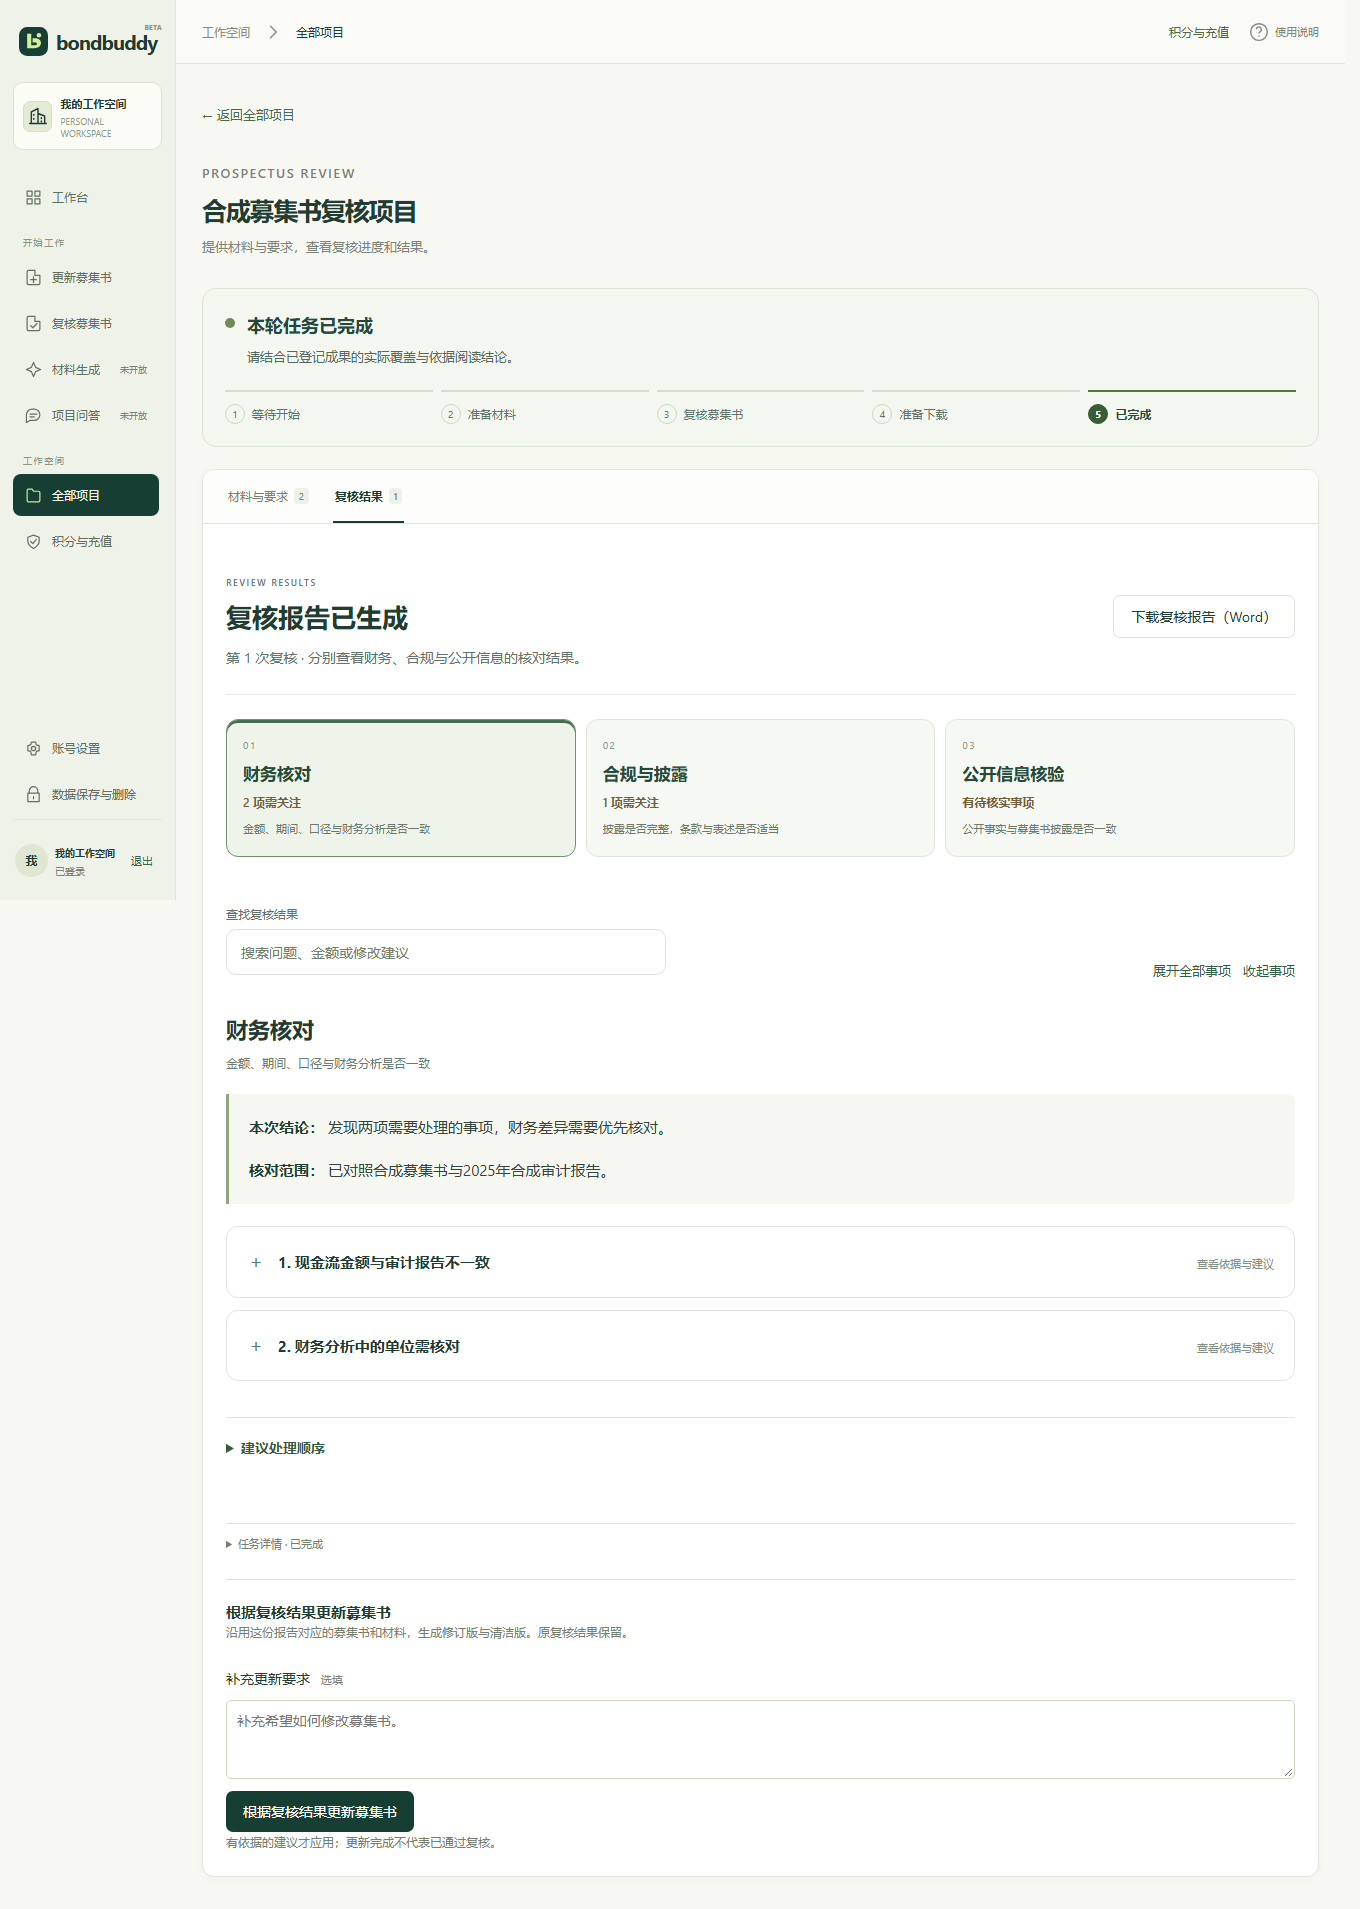 bondbuddy
BETA
我的工作空间
PERSONAL
WORKSPACE
工作台
开始工作
更新募集书
复核募集书
材料生成 未开放
项目问答 未开放
工作空间
全部项目
积分与充值
账号设置
数据保存与删除
我
我的工作空间
已登录
退出
工作空间
全部项目
积分与充值
使用说明
← 返回全部项目
PROSPECTUS REVIEW
合成募集书复核项目
提供材料与要求，查看复核进度和结果。
本轮任务已完成
请结合已登记成果的实际覆盖与依据阅读结论。
1 等待开始
2 准备材料
3 复核募集书
4 准备下载
5 已完成
材料与要求 2
复核结果 1
REVIEW RESULTS
复核报告已生成
第 1 次复核 · 分别查看财务、合规与公开信息的核对结果。
下载复核报告（Word）
01
财务核对
2 项需关注
金额、期间、口径与财务分析是否一致
02
合规与披露
1 项需关注
披露是否完整，条款与表述是否适当
03
公开信息核验
有待核实事项
公开事实与募集书披露是否一致
查找复核结果
搜索问题、金额或修改建议
展开全部事项 收起事项
财务核对
金额、期间、口径与财务分析是否一致
本次结论： 发现两项需要处理的事项，财务差异需要优先核对。
核对范围： 已对照合成募集书与2025年合成审计报告。
+ 1. 现金流金额与审计报告不一致 查看依据与建议
+ 2. 财务分析中的单位需核对 查看依据与建议
建议处理顺序
任务详情 · 已完成
根据复核结果更新募集书
沿用这份报告对应的募集书和材料，生成修订版与清洁版。原复核结果保留。
补充更新要求 选填
补充希望如何修改募集书。
根据复核结果更新募集书
有依据的建议才应用；更新完成不代表已通过复核。